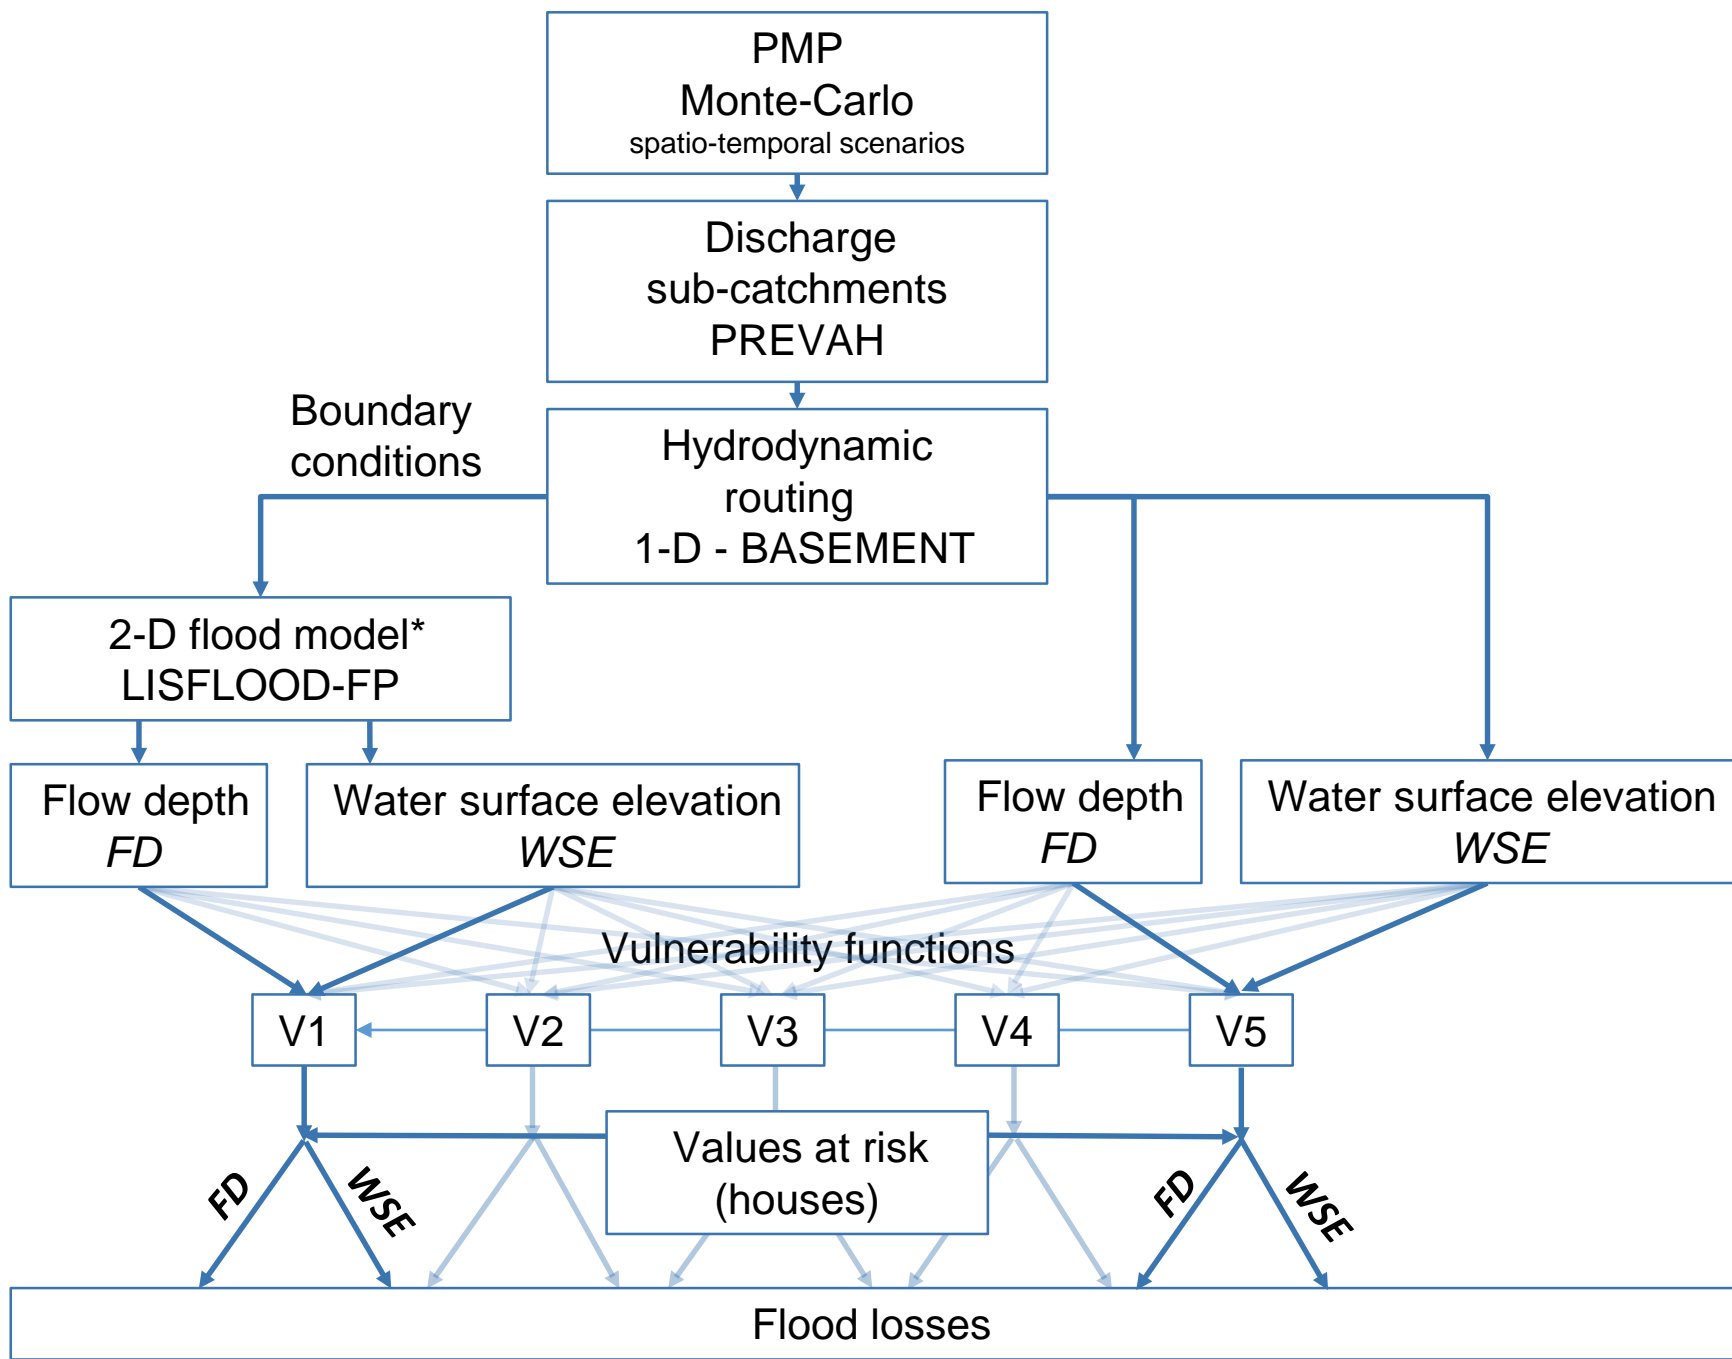 PMP
Monte-Carlo
spatio-temporal scenarios
Discharge
sub-catchments
PREVAH
Boundary
conditions
Hydrodynamic
routing
1-D - BASEMENT
2-D flood model*
LISFLOOD-FP
Flow depth
FD
Water surface elevation
WSE
Flow depth
FD
Water surface elevation
WSE
Vulnerability functions
V1
V2
V3
V4
V5
Values at risk
(houses)
FD
WSE
FD
WSE
Flood losses